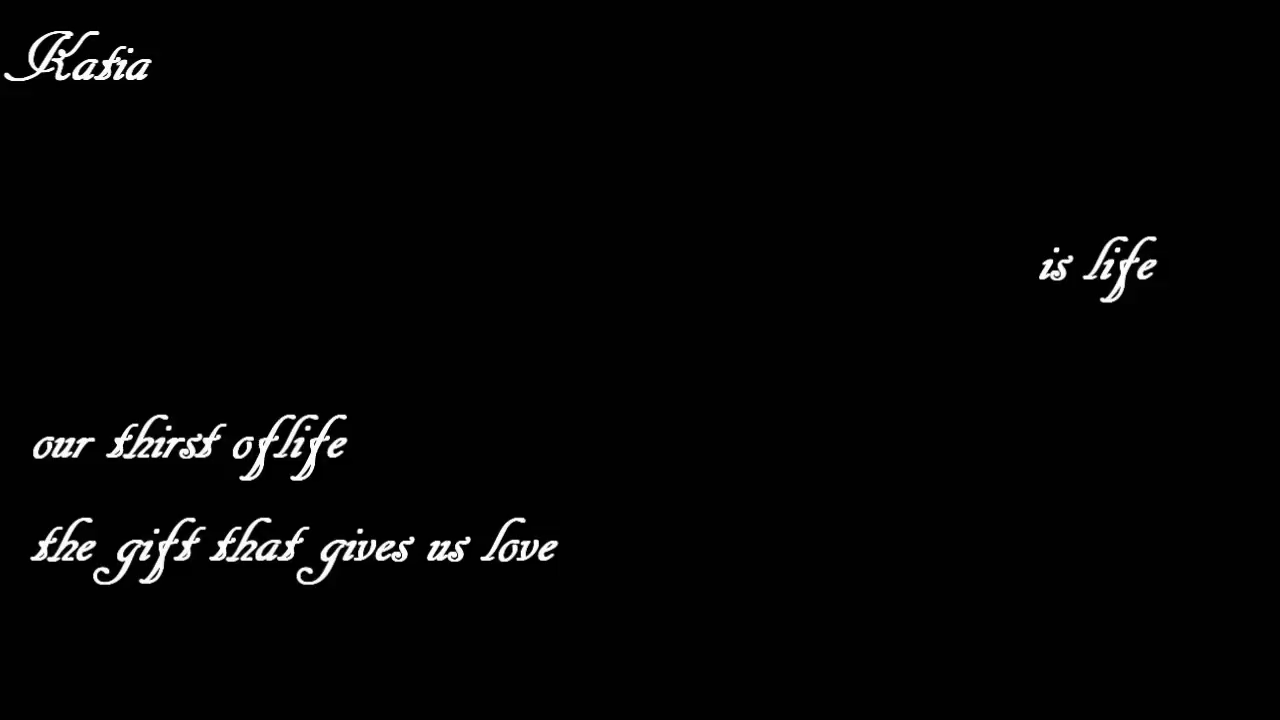 Katia
is life
our thirst oflife
the gift that gives us love